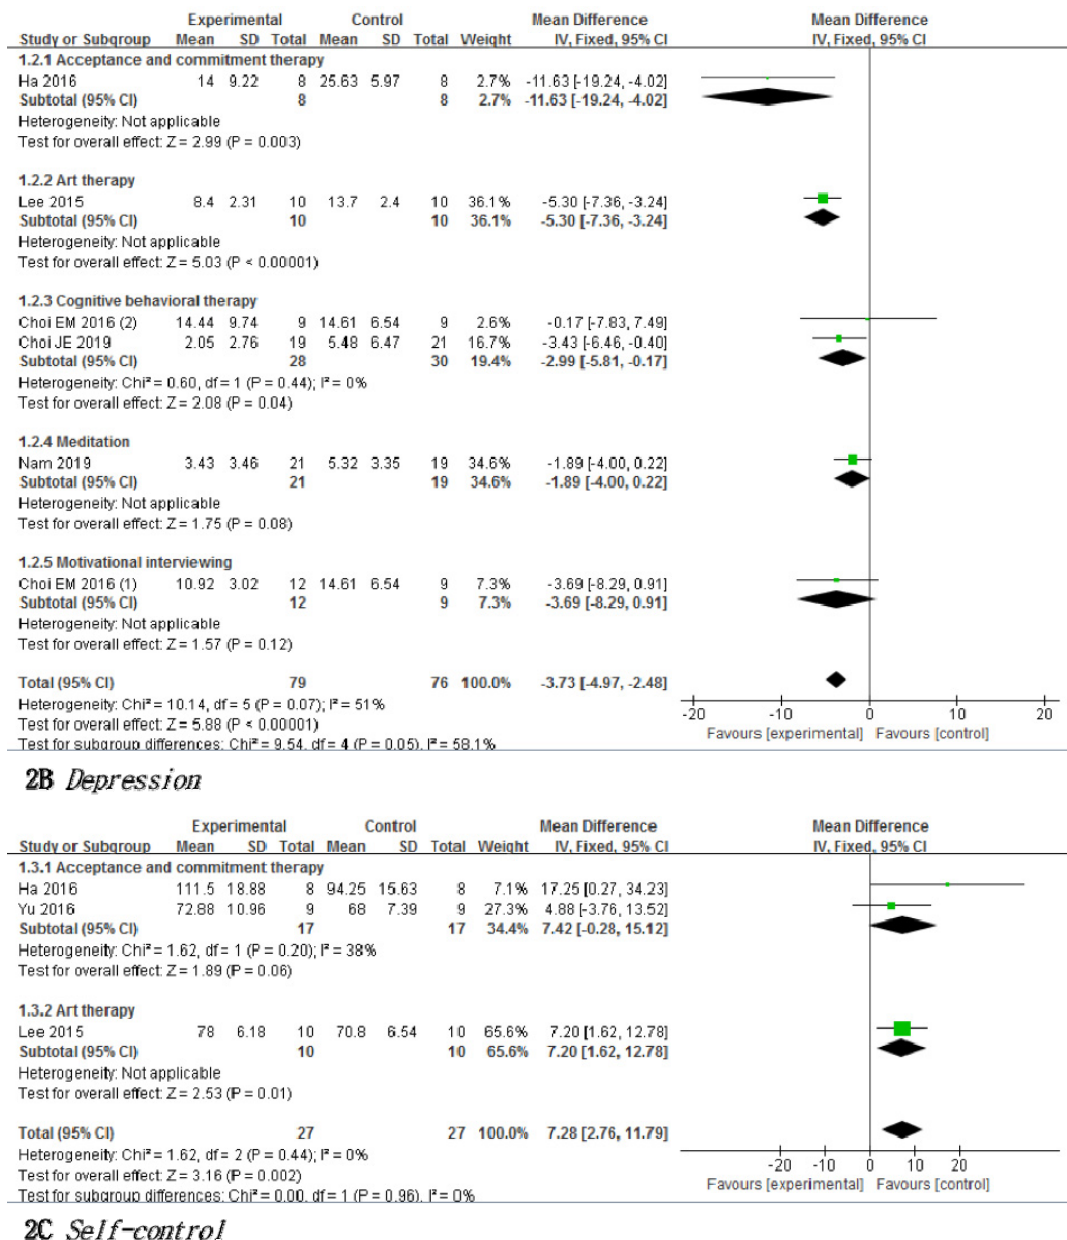 Experimental Control Mean Difference Mean Difference
Study or Subgroup Mean SD Total Mean SD Total Weight IV, Fixed, 95% CI IV, Fixed, 95% CI
1.2.1 Acceptance and commitment therapy
Ha 2016 14 9.22 8 25.63 5.97 8 2.7% -11.63 [-19.24, -4.02]
Subtotal (95% CI) 8 8 2.7% -11.63 [-19.24, -4.02]
Heterogeneity: Not applicable
Test for overall effect: Z = 2.99 (P = 0.003)
1.2.2 Art therapy
Lee 2015 8.4 2.31 10 13.7 2.4 10 36.1% -5.30 [-7.36, -3.24]
Subtotal (95% CI) 10 10 36.1% -5.30 [-7.36, -3.24]
Heterogeneity: Not applicable
Test for overall effect: Z = 5.03 (P < 0.00001)
1.2.3 Cognitive behavioral therapy
Choi EM 2016 (2) 14.44 9.74 9 14.61 6.54 9 2.6% -0.17 [-7.83, 7.49]
Choi JE 2019 2.05 2.76 19 5.48 6.47 21 16.7% -3.43 [-6.46, -0.40]
Subtotal (95% CI) 28 30 19.4% -2.99 [-5.81, -0.17]
Heterogeneity: Chi² = 0.60, df = 1 (P = 0.44); I² = 0%
Test for overall effect: Z = 2.08 (P = 0.04)
1.2.4 Meditation
Nam 2019 3.43 3.46 21 5.32 3.35 19 34.6% -1.89 [-4.00, 0.22]
Subtotal (95% CI) 21 19 34.6% -1.89 [-4.00, 0.22]
Heterogeneity: Not applicable
Test for overall effect: Z = 1.75 (P = 0.08)
1.2.5 Motivational interviewing
Choi EM 2016 (1) 10.92 3.02 12 14.61 6.54 9 7.3% -3.69 [-8.29, 0.91]
Subtotal (95% CI) 12 9 7.3% -3.69 [-8.29, 0.91]
Heterogeneity: Not applicable
Test for overall effect: Z = 1.57 (P = 0.12)
Total (95% CI) 79 76 100.0% -3.73 [-4.97, -2.48]
Heterogeneity: Chi² = 10.14, df = 5 (P = 0.07); I² = 51%
Test for overall effect: Z = 5.88 (P < 0.00001)
Test for subgroup differences: Chi² = 9.54, df = 4 (P = 0.05), I² = 58.1%
-20 -10 0 10 20
Favours [experimental] Favours [control]
2B Depression
Experimental Control Mean Difference Mean Difference
Study or Subgroup Mean SD Total Mean SD Total Weight IV, Fixed, 95% CI IV, Fixed, 95% CI
1.3.1 Acceptance and commitment therapy
Ha 2016 111.5 18.88 8 94.25 15.63 8 7.1% 17.25 [0.27, 34.23]
Yu 2016 72.88 10.96 9 68 7.39 9 27.3% 4.88 [-3.76, 13.52]
Subtotal (95% CI) 17 17 34.4% 7.42 [-0.28, 15.12]
Heterogeneity: Chi² = 1.62, df = 1 (P = 0.20); I² = 38%
Test for overall effect: Z = 1.89 (P = 0.06)
1.3.2 Art therapy
Lee 2015 78 6.18 10 70.8 6.54 10 65.6% 7.20 [1.62, 12.78]
Subtotal (95% CI) 10 10 65.6% 7.20 [1.62, 12.78]
Heterogeneity: Not applicable
Test for overall effect: Z = 2.53 (P = 0.01)
Total (95% CI) 27 27 100.0% 7.28 [2.76, 11.79]
Heterogeneity: Chi² = 1.62, df = 2 (P = 0.44); I² = 0%
Test for overall effect: Z = 3.16 (P = 0.002)
Test for subgroup differences: Chi² = 0.00, df = 1 (P = 0.96), I² = 0%
-20 -10 0 10 20
Favours [experimental] Favours [control]
2C Self-control